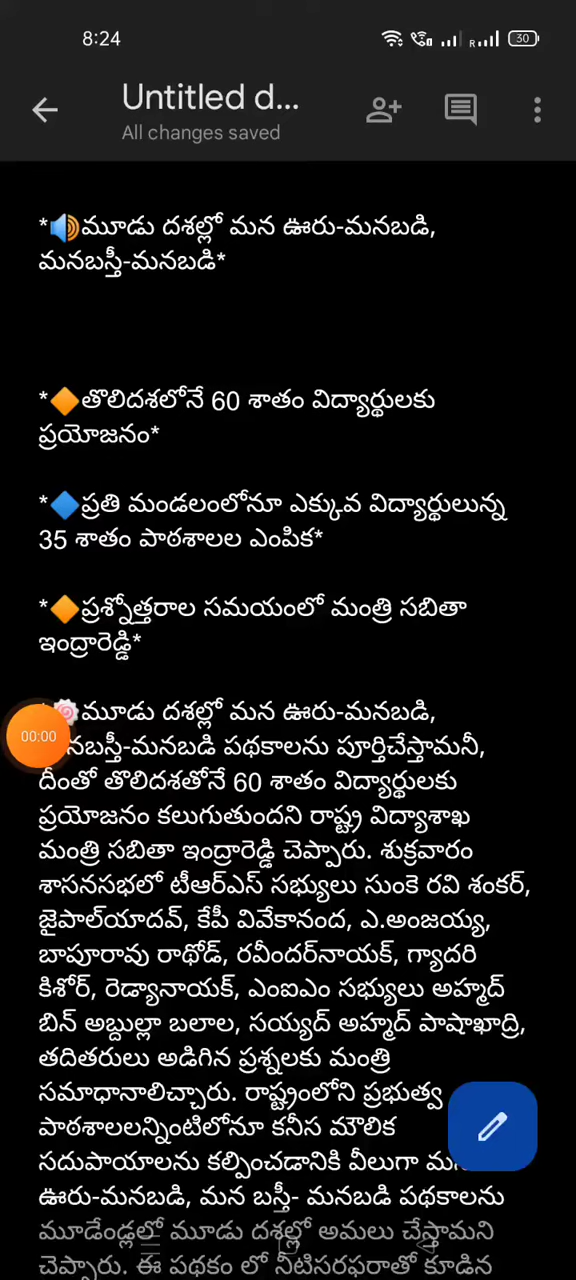 8:24
R 30
Untitled d...
All changes saved
*🔊మూడు దశల్లో మన ఊరు-మనబడి,
మనబస్తీ-మనబడి*
*🔶తొలిదశలోనే 60 శాతం విద్యార్థులకు
ప్రయోజనం*
*🔷ప్రతి మండలంలోనూ ఎక్కువ విద్యార్థులున్న
35 శాతం పాఠశాలల ఎంపిక*
*🔶ప్రశ్నోత్తరాల సమయంలో మంత్రి సబితా
ఇంద్రారెడ్డి*
🍥మూడు దశల్లో మన ఊరు-మనబడి,
00:00
నబస్తీ-మనబడి పథకాలను పూర్తిచేస్తామనీ,
దీంతో తొలిదశతోనే 60 శాతం విద్యార్థులకు
ప్రయోజనం కలుగుతుందని రాష్ట్ర విద్యాశాఖ
మంత్రి సబితా ఇంద్రారెడ్డి చెప్పారు. శుక్రవారం
శాసనసభలో టీఆర్ఎస్ సభ్యులు సుంకె రవి శంకర్,
జైపాల్‌యాదవ్, కేపీ వివేకానంద, ఎ.అంజయ్య,
బాపూరావు రాథోడ్, రవీందర్‌నాయక్, గ్యాదరి
కిశోర్, రెడ్యానాయక్, ఎంఐఎం సభ్యులు అహ్మద్
బిన్ అబ్దుల్లా బలాల, సయ్యద్ అహ్మద్ పాషాఖాద్రి,
తదితరులు అడిగిన ప్రశ్నలకు మంత్రి
సమాధానాలిచ్చారు. రాష్ట్రంలోని ప్రభుత్వ
పాఠశాలలన్నింటిలోనూ కనీస మౌలిక
సదుపాయాలను కల్పించడానికి వీలుగా
ఊరు-మనబడి, మన బస్తీ- మనబడి పథకాలను
మూడేండ్లలో మూడు దశల్లో అమలు చేస్తామని
చెప్పారు. ఈ పథకం లో నీటిసరఫరాతో కూడిన